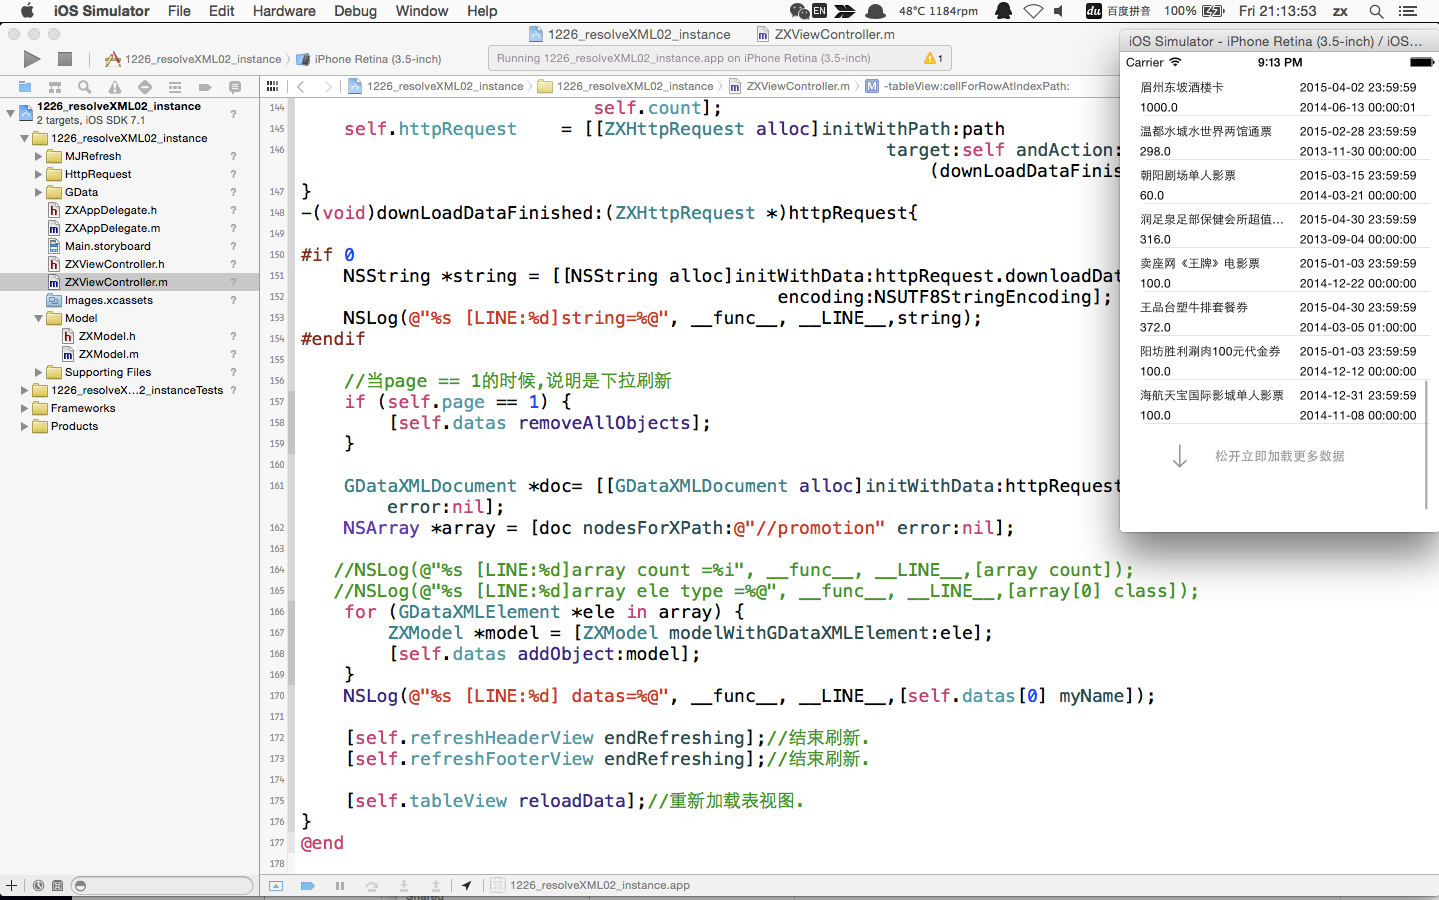 iOS Simulator File Edit Hardware Debug Window Help EN 48°C 1184rpm du 百度拼音 100% Fri 21:13:53 zx
1226_resolveXML02_instance ZXViewController.m
1226_resolveXML02_instance iPhone Retina (3.5-inch) Running 1226_resolveXML02_instance.app on iPhone Retina (3.5-inch) 1
1226_resolveXML02_instance 1226_resolveXML02_instance ZXViewController.m -tableView:cellForRowAtIndexPath:
1226_resolveXML02_instance ?
2 targets, iOS SDK 7.1
1226_resolveXML02_instance
MJRefresh ?
HttpRequest ?
GData ?
ZXAppDelegate.h ?
ZXAppDelegate.m ?
Main.storyboard ?
ZXViewController.h ?
ZXViewController.m ?
Images.xcassets ?
Model
ZXModel.h ?
ZXModel.m ?
Supporting Files ?
1226_resolveX...2_instanceTests ?
Frameworks
Products
144 self.count];
145 self.httpRequest = [[ZXHttpRequest alloc]initWithPath:path
146 target:self andAction:
(downLoadDataFinis
147 }
148 -(void)downLoadDataFinished:(ZXHttpRequest *)httpRequest{
149
150 #if 0
151 NSString *string = [[NSString alloc]initWithData:httpRequest.downloadDat
152 encoding:NSUTF8StringEncoding];
153 NSLog(@"%s [LINE:%d]string=%@", __func__, __LINE__,string);
154 #endif
155
156 //当page == 1的时候,说明是下拉刷新
157 if (self.page == 1) {
158 [self.datas removeAllObjects];
159 }
160
161 GDataXMLDocument *doc= [[GDataXMLDocument alloc]initWithData:httpRequest
error:nil];
162 NSArray *array = [doc nodesForXPath:@"//promotion" error:nil];
163
164 //NSLog(@"%s [LINE:%d]array count =%i", __func__, __LINE__,[array count]);
165 //NSLog(@"%s [LINE:%d]array ele type =%@", __func__, __LINE__,[array[0] class]);
166 for (GDataXMLElement *ele in array) {
167 ZXModel *model = [ZXModel modelWithGDataXMLElement:ele];
168 [self.datas addObject:model];
169 }
170 NSLog(@"%s [LINE:%d] datas=%@", __func__, __LINE__,[self.datas[0] myName]);
171
172 [self.refreshHeaderView endRefreshing];//结束刷新.
173 [self.refreshFooterView endRefreshing];//结束刷新.
174
175 [self.tableView reloadData];//重新加载表视图.
176 }
177 @end
178
1226_resolveXML02_instance.app
iOS Simulator - iPhone Retina (3.5-inch) / iOS...
Carrier 9:13 PM
眉州东坡酒楼卡 2015-04-02 23:59:59
1000.0 2014-06-13 00:00:01
温都水城水世界两馆通票 2015-02-28 23:59:59
298.0 2013-11-30 00:00:00
朝阳剧场单人影票 2015-03-15 23:59:59
60.0 2014-03-21 00:00:00
润足泉足部保健会所超值... 2015-04-30 23:59:59
316.0 2013-09-04 00:00:00
卖座网《王牌》电影票 2015-01-03 23:59:59
100.0 2014-12-22 00:00:00
王品台塑牛排套餐券 2015-04-30 23:59:59
372.0 2014-03-05 01:00:00
阳坊胜利涮肉100元代金券 2015-01-03 23:59:59
100.0 2014-12-12 00:00:00
海航天宝国际影城单人影票 2014-12-31 23:59:59
100.0 2014-11-08 00:00:00
松开立即加载更多数据